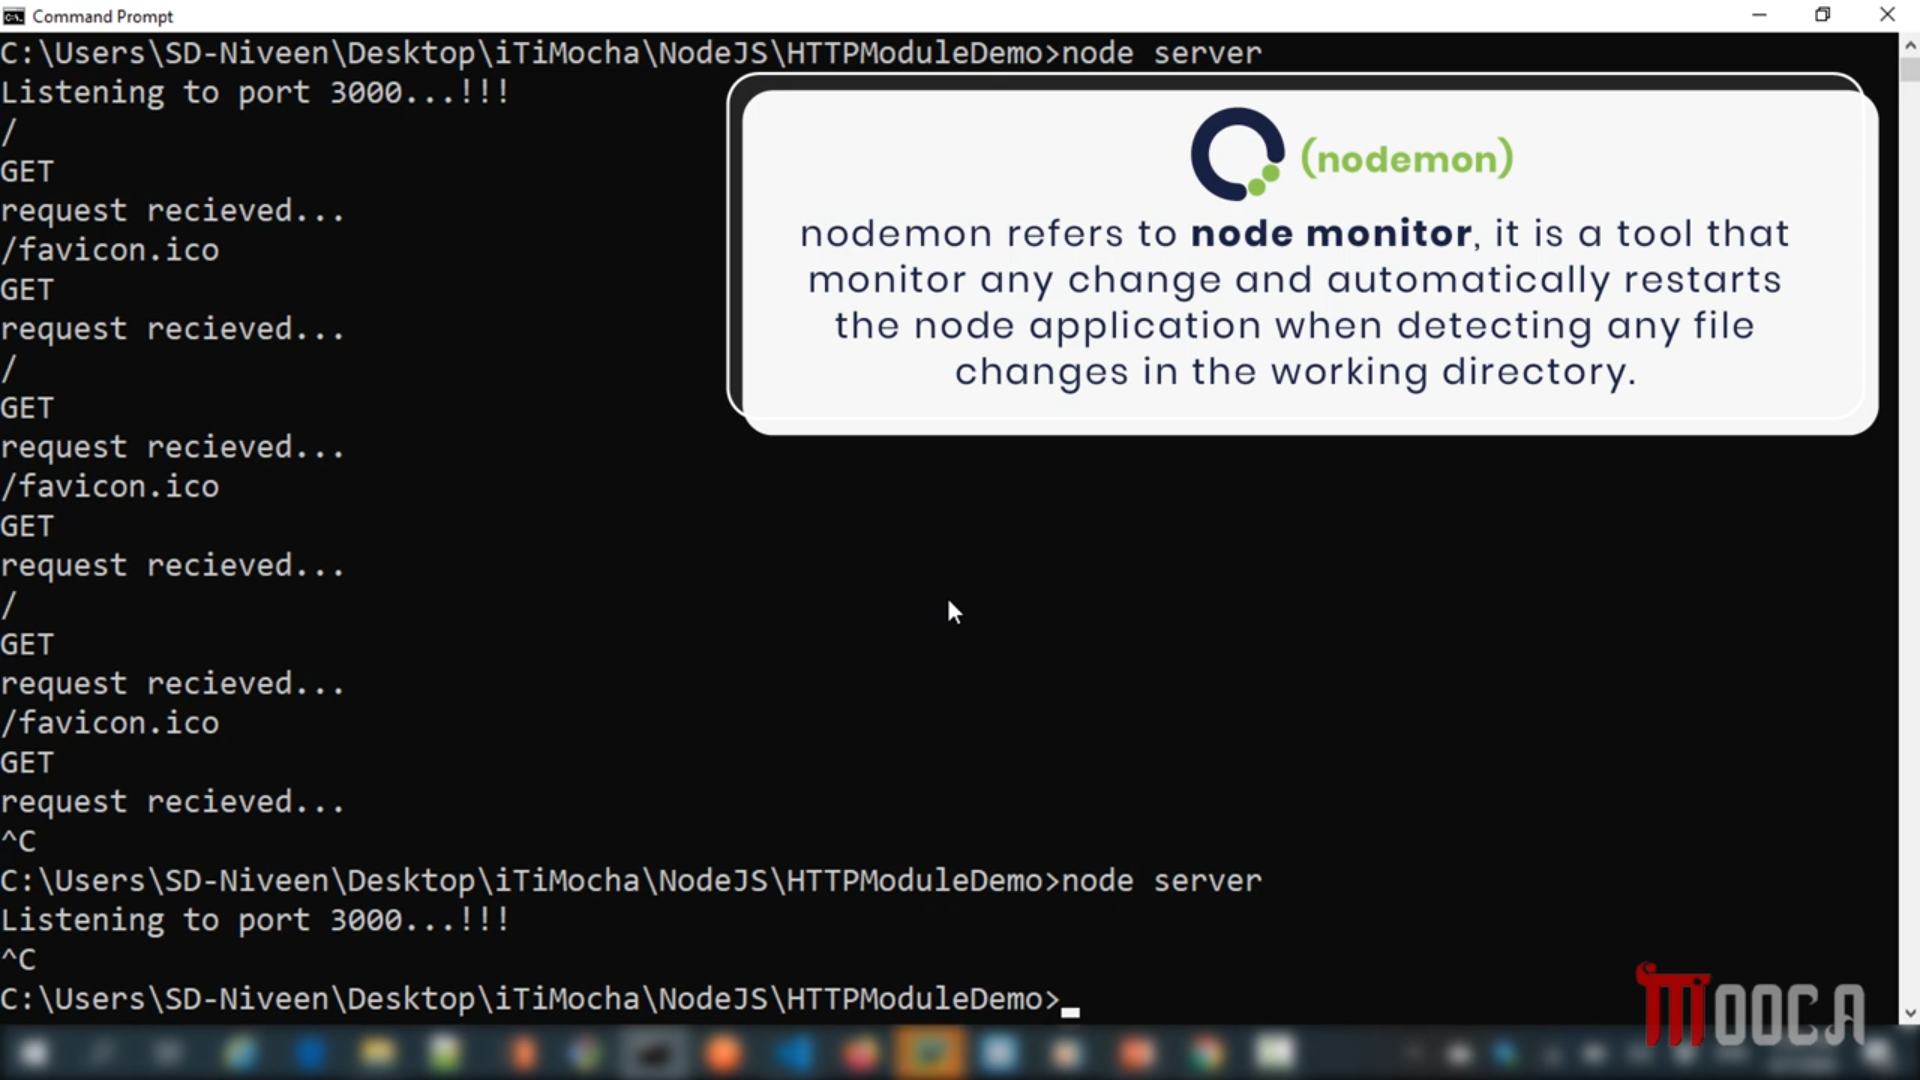 Command Prompt
C:\Users\SD-Niveen\Desktop\iTiMocha\NodeJS\HTTPModuleDemo>node server
Listening to port 3000...!!!
/
GET
request recieved...
/favicon.ico
GET
request recieved...
/
GET
request recieved...
/favicon.ico
GET
request recieved...
/
GET
request recieved...
/favicon.ico
GET
request recieved...
^C
C:\Users\SD-Niveen\Desktop\iTiMocha\NodeJS\HTTPModuleDemo>node server
Listening to port 3000...!!!
^C
C:\Users\SD-Niveen\Desktop\iTiMocha\NodeJS\HTTPModuleDemo>
(nodemon)
nodemon refers to node monitor, it is a tool that
monitor any change and automatically restarts
the node application when detecting any file
changes in the working directory.
MOOCA